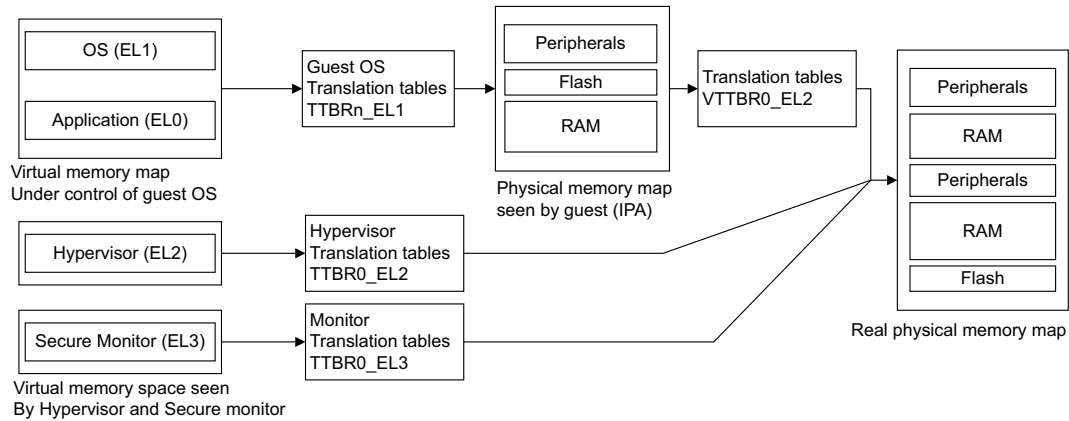 OS (EL1)
Application (EL0)
Virtual memory map
Under control of guest OS
Guest OS
Translation tables
TTBRn_EL1
Peripherals
Flash
RAM
Physical memory map
seen by guest (IPA)
Translation tables
VTTBR0_EL2
Peripherals
RAM
Peripherals
RAM
Flash
Real physical memory map
Hypervisor (EL2)
Hypervisor
Translation tables
TTBR0_EL2
Secure Monitor (EL3)
Monitor
Translation tables
TTBR0_EL3
Virtual memory space seen
By Hypervisor and Secure monitor